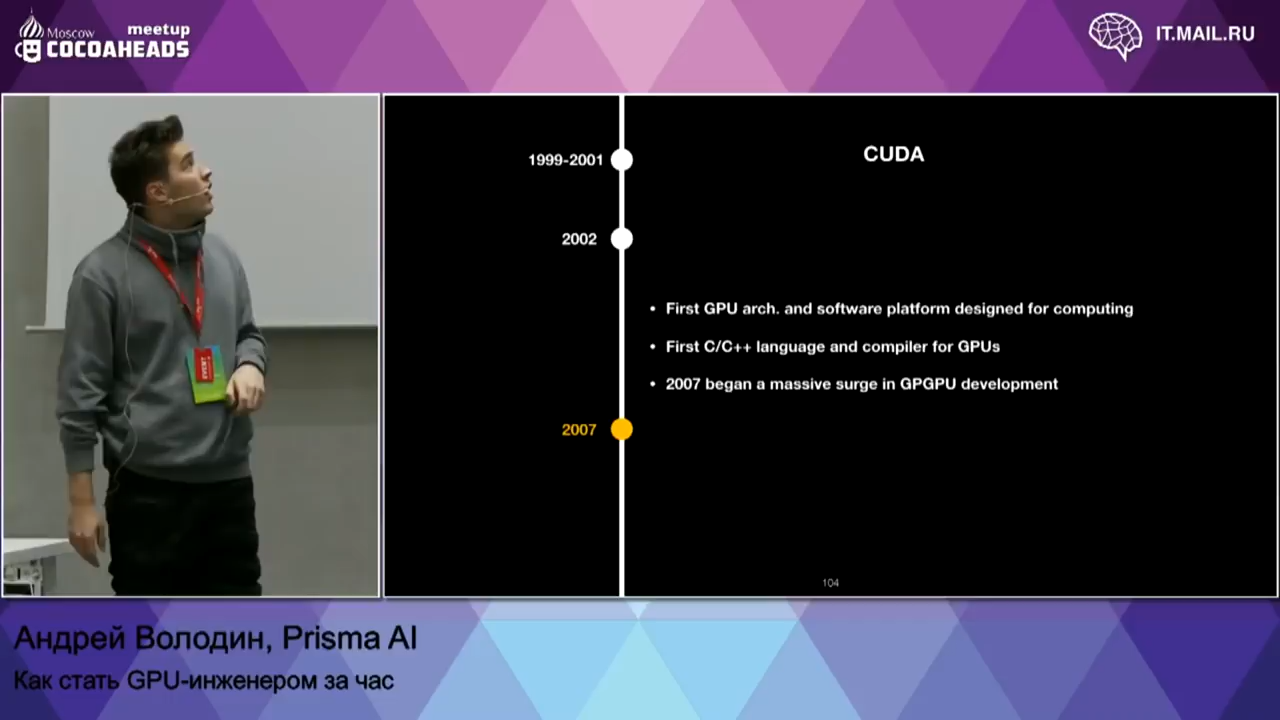 Moscow meetup
COCOAHEADS
IT.MAIL.RU
EVENT
1999-2001
CUDA
2002
• First GPU arch. and software platform designed for computing
• First C/C++ language and compiler for GPUs
• 2007 began a massive surge in GPGPU development
2007
104
Андрей Володин, Prisma AI
Как стать GPU-инженером за час